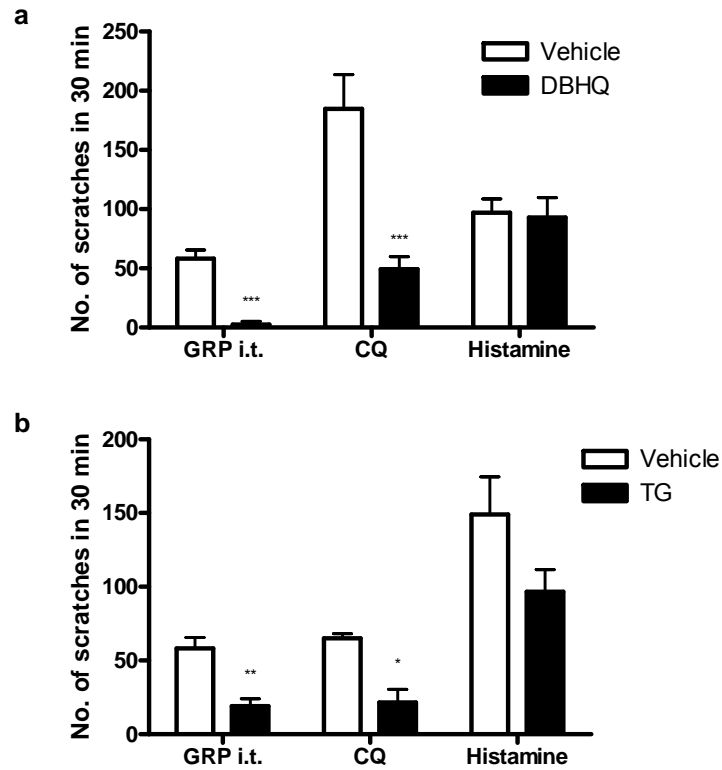 a
No. of scratches in 30 min
250
200
150
100
50
0
Vehicle
DBHQ
***
***
GRP i.t.
CQ
Histamine
b
No. of scratches in 30 min
200
150
100
50
0
Vehicle
TG
**
*
GRP i.t.
CQ
Histamine